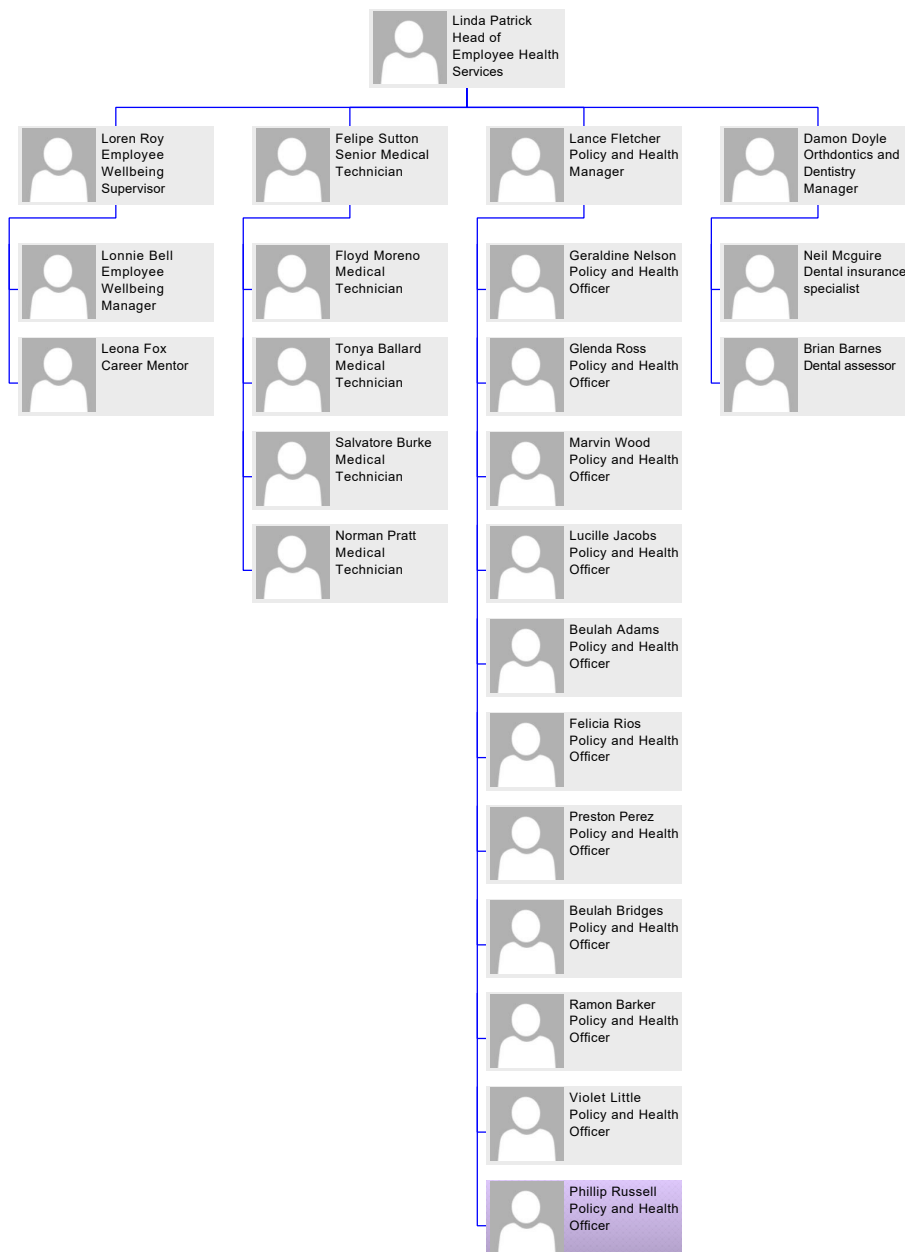 Linda Patrick
Head of
Employee Health
Services
Loren Roy
Employee
Wellbeing
Supervisor
Felipe Sutton
Senior Medical
Technician
Lance Fletcher
Policy and Health
Manager
Damon Doyle
Orthdontics and
Dentistry
Manager
Lonnie Bell
Employee
Wellbeing
Manager
Leona Fox
Career Mentor
Floyd Moreno
Medical
Technician
Tonya Ballard
Medical
Technician
Salvatore Burke
Medical
Technician
Norman Pratt
Medical
Technician
Geraldine Nelson
Policy and Health
Officer
Glenda Ross
Policy and Health
Officer
Marvin Wood
Policy and Health
Officer
Lucille Jacobs
Policy and Health
Officer
Beulah Adams
Policy and Health
Officer
Felicia Rios
Policy and Health
Officer
Preston Perez
Policy and Health
Officer
Beulah Bridges
Policy and Health
Officer
Ramon Barker
Policy and Health
Officer
Violet Little
Policy and Health
Officer
Phillip Russell
Policy and Health
Officer
Neil Mcguire
Dental insurance
specialist
Brian Barnes
Dental assessor